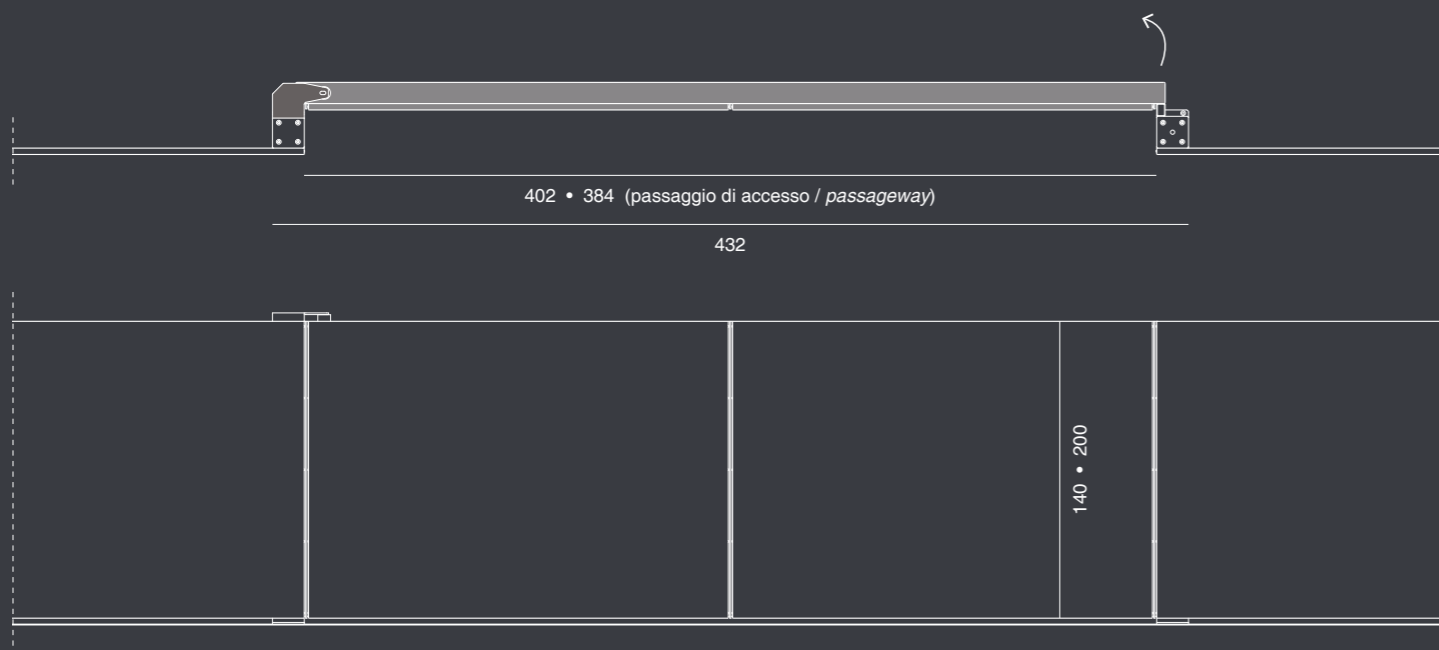 402 • 384 (passaggio di accesso / passageway)
432
140 • 200